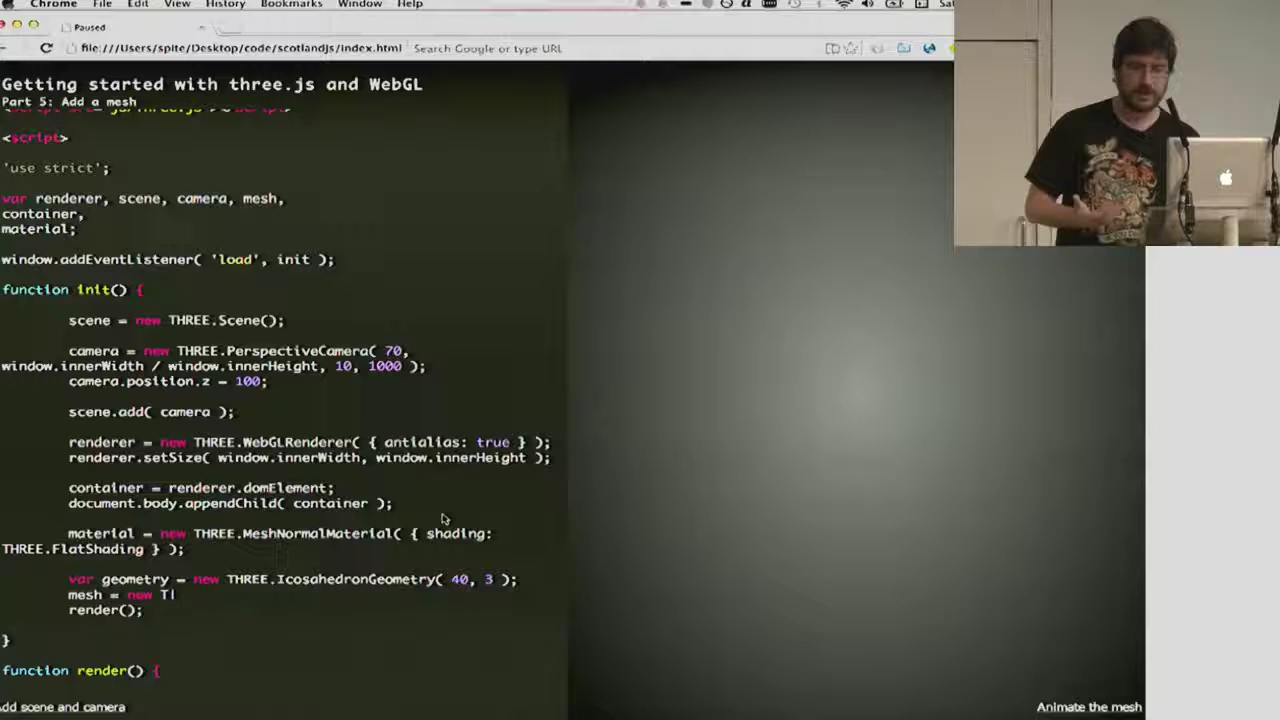 Chrome File Edit View History Bookmarks Window Help
Paused
file:///Users/spite/Desktop/code/scotlandjs/index.html Search Google or type URL
Getting started with three.js and WebGL
Part 5: Add a mesh
<script>
'use strict';
var renderer, scene, camera, mesh,
container,
material;
window.addEventListener( 'load', init );
function init() {
scene = new THREE.Scene();
camera = new THREE.PerspectiveCamera( 70,
window.innerWidth / window.innerHeight, 10, 1000 );
camera.position.z = 100;
scene.add( camera );
renderer = new THREE.WebGLRenderer( { antialias: true } );
renderer.setSize( window.innerWidth, window.innerHeight );
container = renderer.domElement;
document.body.appendChild( container );
material = new THREE.MeshNormalMaterial( { shading:
THREE.FlatShading } );
var geometry = new THREE.IcosahedronGeometry( 40, 3 );
mesh = new T
render();
}
function render() {
Add scene and camera
Animate the mesh